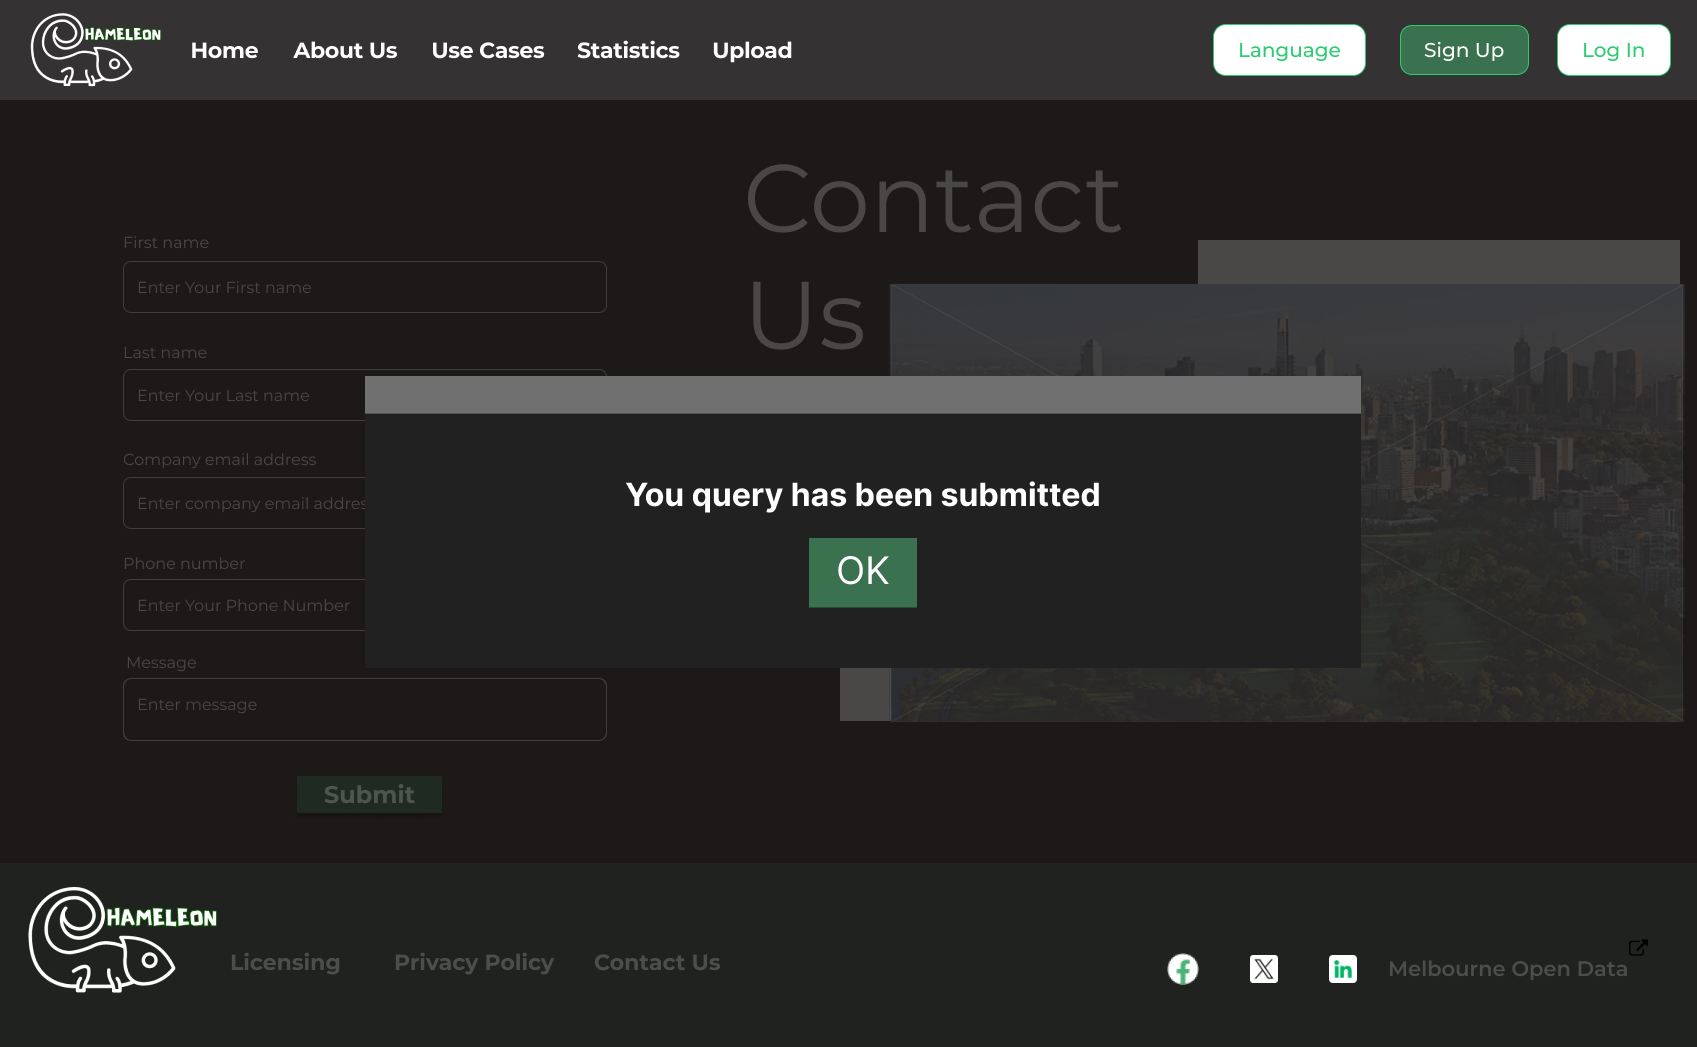 HAMELEON
Home About Us Use Cases Statistics Upload
Language Sign Up Log In
Contact
Us
First name
Enter Your First name
Last name
Enter Your Last name
Company email address
Enter company email addres
Phone number
Enter Your Phone Number
Message
Enter message
Submit
You query has been submitted
OK
HAMELEON
Licensing Privacy Policy Contact Us
Melbourne Open Data